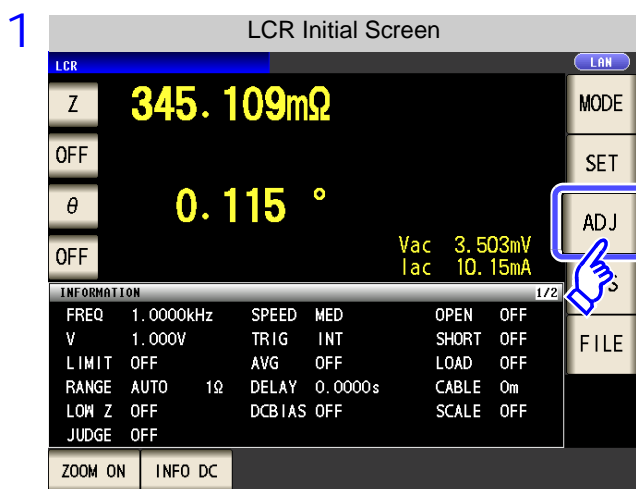 1
LCR Initial Screen
LCR LAN
Z 345.109mΩ MODE
OFF SET
θ 0.115 ° ADJ
OFF Vac 3.503mV
Iac 10.15mA
INFORMATION 1/2
FREQ 1.0000kHz SPEED MED OPEN OFF
V 1.000V TRIG INT SHORT OFF FILE
LIMIT OFF AVG OFF LOAD OFF
RANGE AUTO 1Ω DELAY 0.0000s CABLE 0m
LOW Z OFF DCBIAS OFF SCALE OFF
JUDGE OFF
ZOOM ON INFO DC